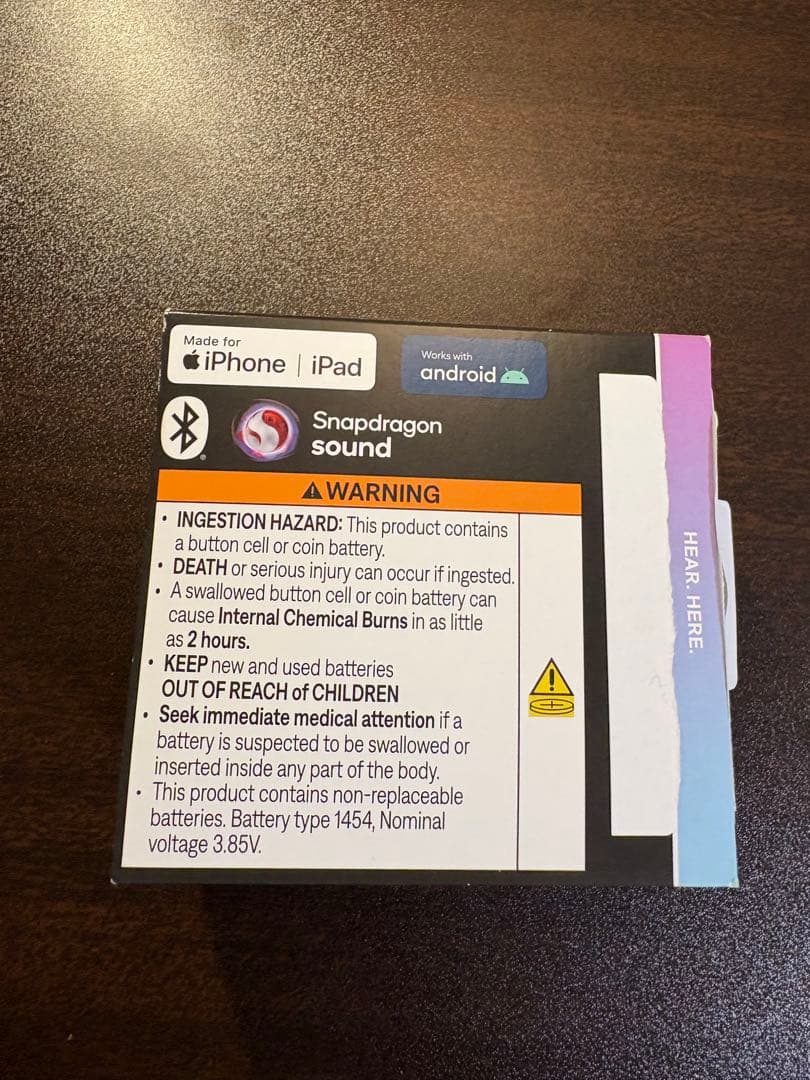 Made for
iPhone | iPad
Works with
android
Snapdragon
sound
WARNING
• INGESTION HAZARD: This product contains
a button cell or coin battery.
• DEATH or serious injury can occur if ingested.
• A swallowed button cell or coin battery can
cause Internal Chemical Burns in as little
as 2 hours.
• KEEP new and used batteries
OUT OF REACH of CHILDREN
• Seek immediate medical attention if a
battery is suspected to be swallowed or
inserted inside any part of the body.
• This product contains non-replaceable
batteries. Battery type 1454, Nominal
voltage 3.85V.
HEAR. HERE.